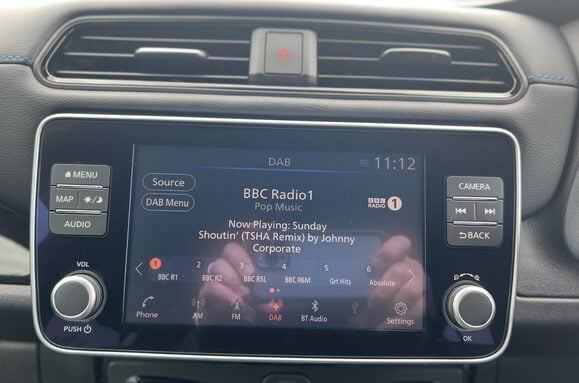 DAB
11:12
MENU
MAP
AUDIO
VOL
PUSH
Source
DAB Menu
BBC Radio1
Pop Music
BBC RADIO 1
Now Playing: Sunday
Shoutin' (TSHA Remix) by Johnny
Corporate
1 BBC R1
2 BBC R2
3 BBC R5L
4 BBC R6M
5 Grt Hits
6 Absolute
Phone
AM
FM
DAB
BT Audio
USB
Settings
CAMERA
BACK
OK